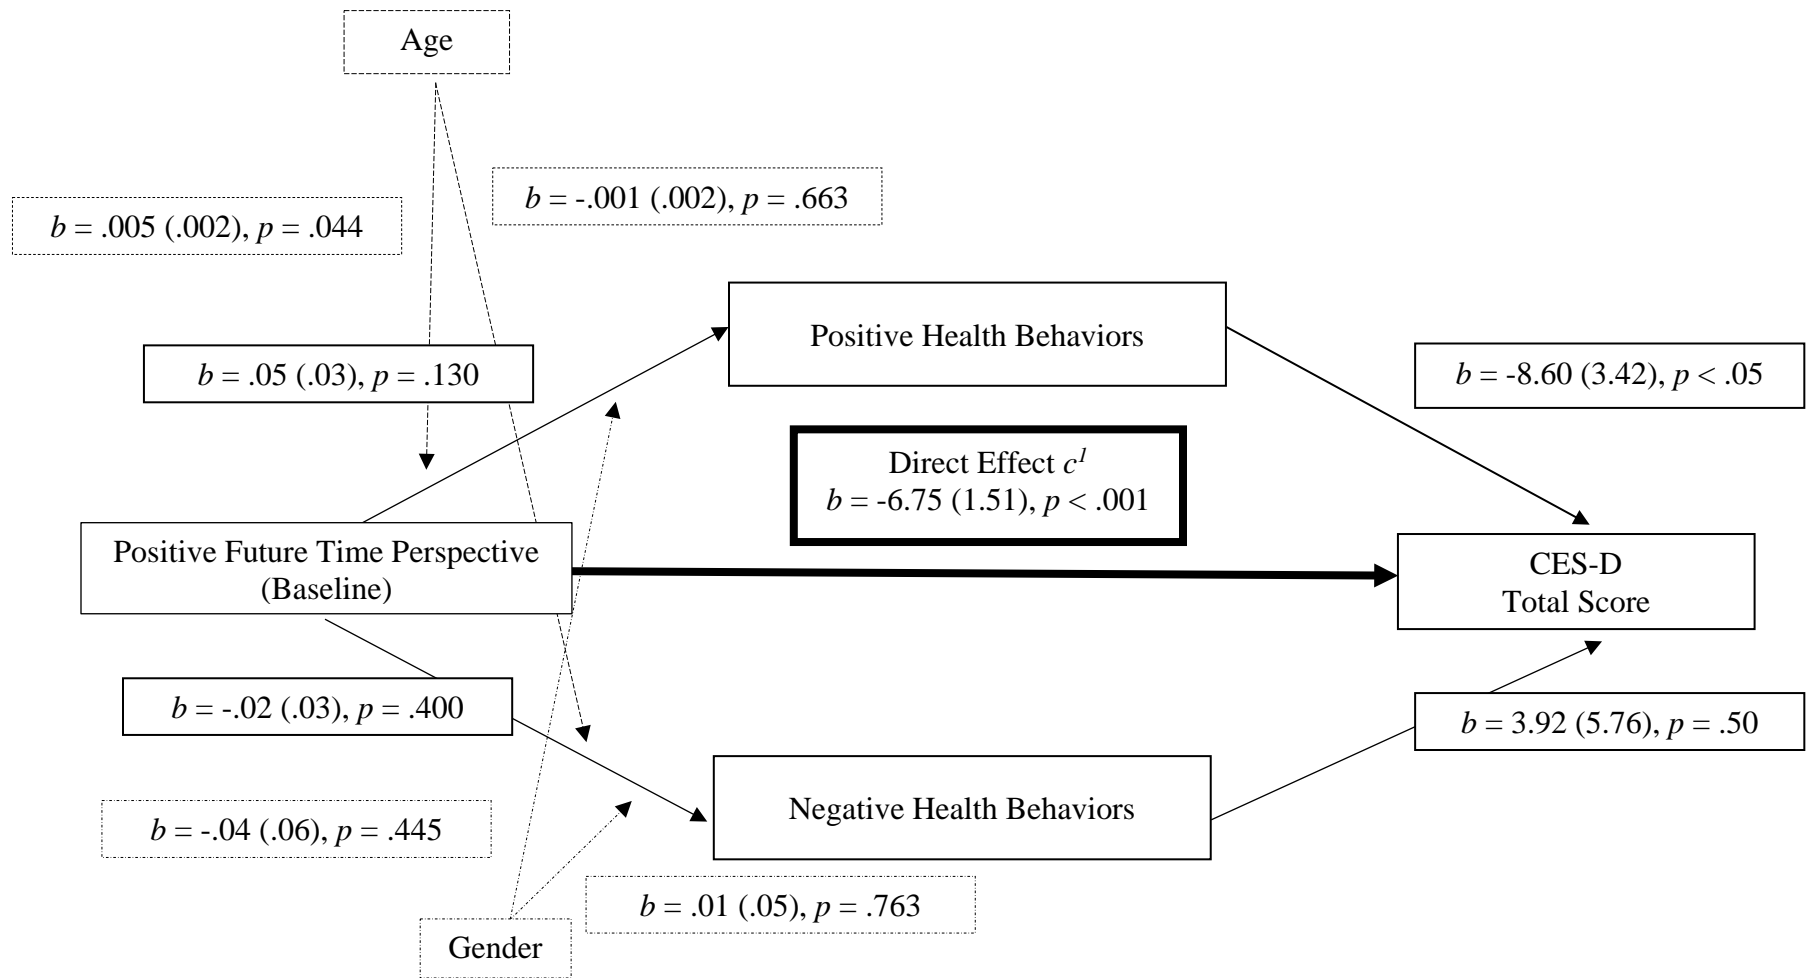 Age
b = -.001 (.002), p = .663
b = .005 (.002), p = .044
Positive Health Behaviors
b = .05 (.03), p = .130
b = -8.60 (3.42), p < .05
Direct Effect c¹
b = -6.75 (1.51), p < .001
Positive Future Time Perspective
(Baseline)
CES-D
Total Score
b = -.02 (.03), p = .400
b = 3.92 (5.76), p = .50
Negative Health Behaviors
b = -.04 (.06), p = .445
b = .01 (.05), p = .763
Gender